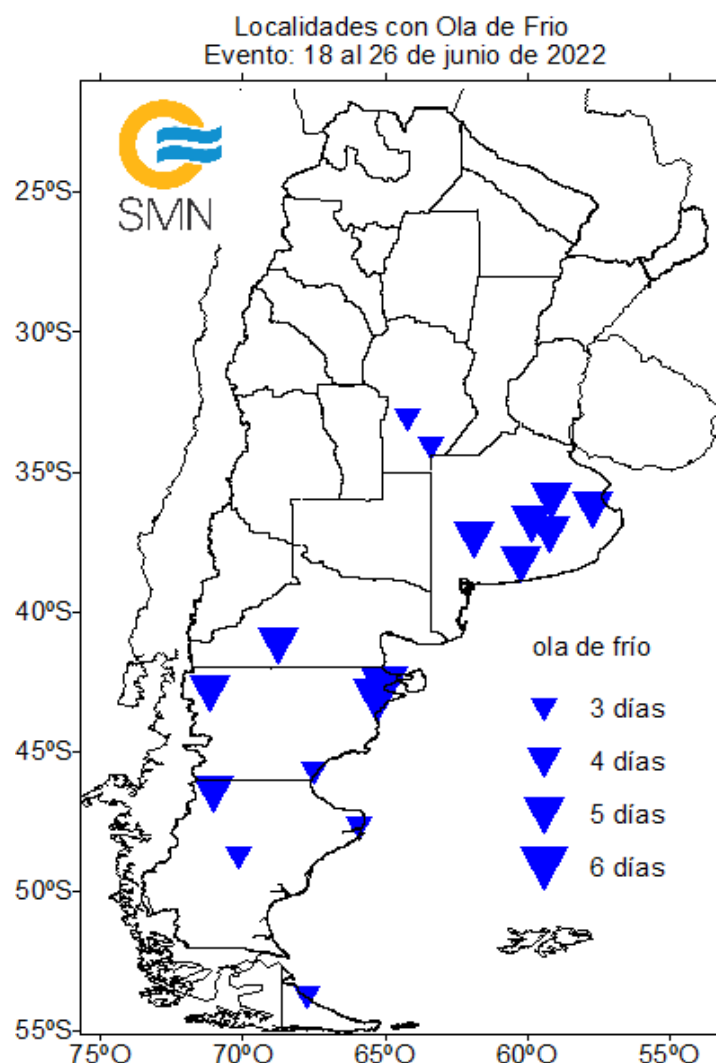 Localidades con Ola de Frio
Evento: 18 al 26 de junio de 2022
SMN
25ºS
30ºS
35ºS
40ºS
45ºS
50ºS
55ºS
ola de frío
3 días
4 días
5 días
6 días
75ºO
70ºO
65ºO
60ºO
55ºO